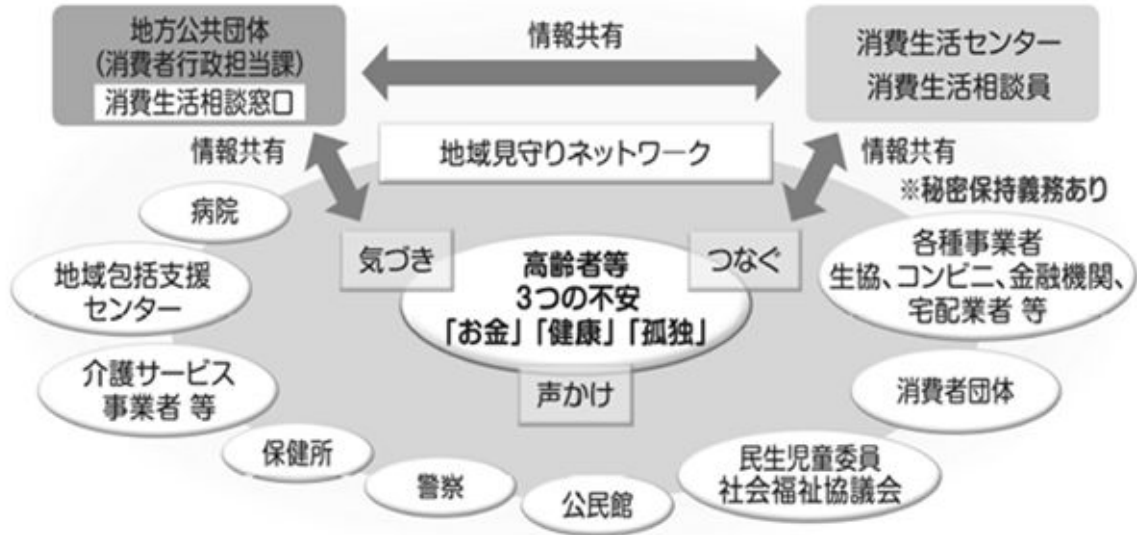 地方公共団体
(消費者行政担当課)
消費生活相談窓口
情報共有
消費生活センター
消費生活相談員
情報共有
地域見守りネットワーク
情報共有
※秘密保持義務あり
病院
気づき
高齢者等
3つの不安
「お金」「健康」「孤独」
つなぐ
各種事業者
生協、コンビニ、金融機関、
宅配業者 等
地域包括支援
センター
声かけ
介護サービス
事業者 等
消費者団体
保健所
民生児童委員
社会福祉協議会
警察
公民館